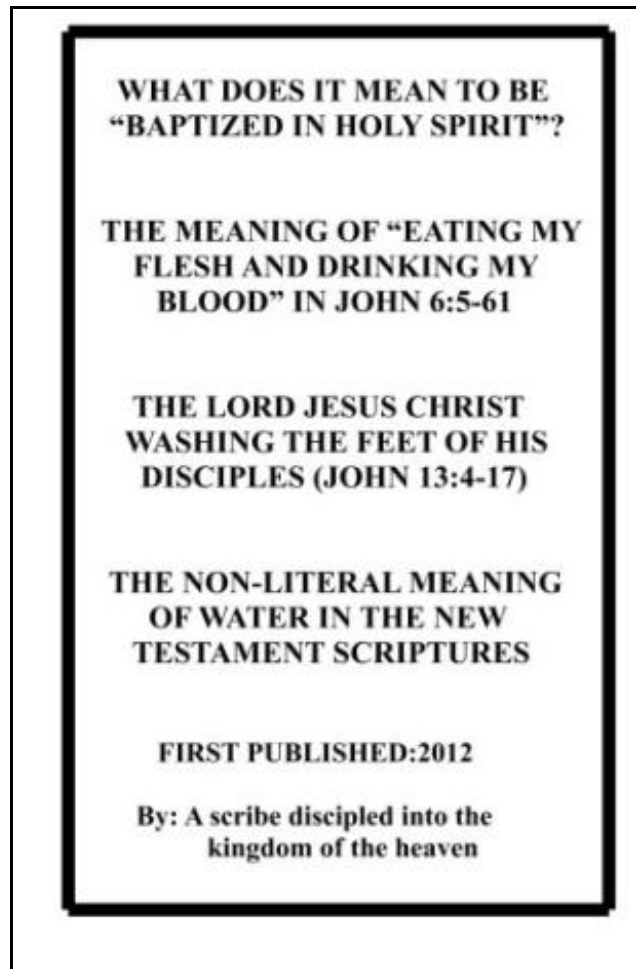 WHAT DOES IT MEAN TO BE
“BAPTIZED IN HOLY SPIRIT”?
THE MEANING OF “EATING MY
FLESH AND DRINKING MY
BLOOD” IN JOHN 6:5-61
THE LORD JESUS CHRIST
WASHING THE FEET OF HIS
DISCIPLES (JOHN 13:4-17)
THE NON-LITERAL MEANING
OF WATER IN THE NEW
TESTAMENT SCRIPTURES
FIRST PUBLISHED:2012
By: A scribe discipled into the
kingdom of the heaven